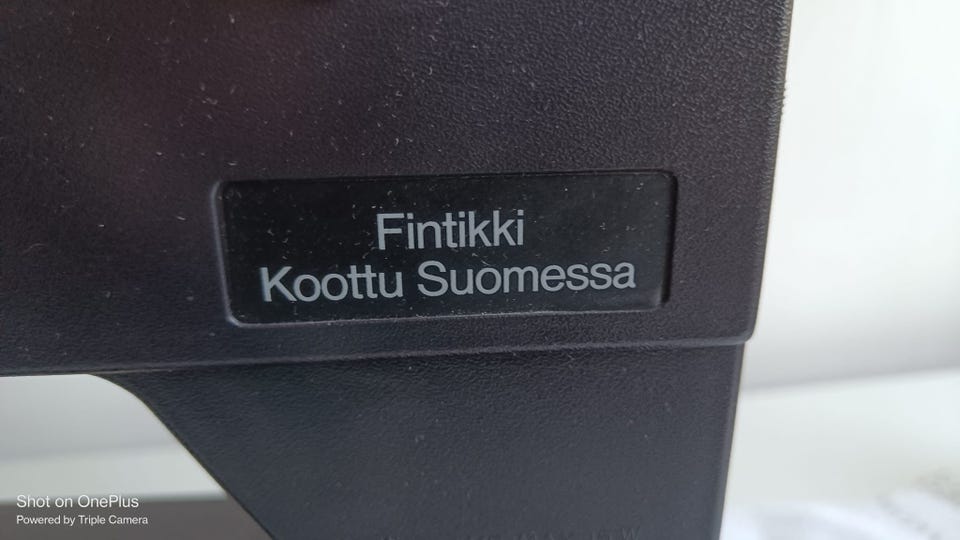 Fintikki
Koottu Suomessa
Shot on OnePlus
Powered by Triple Camera